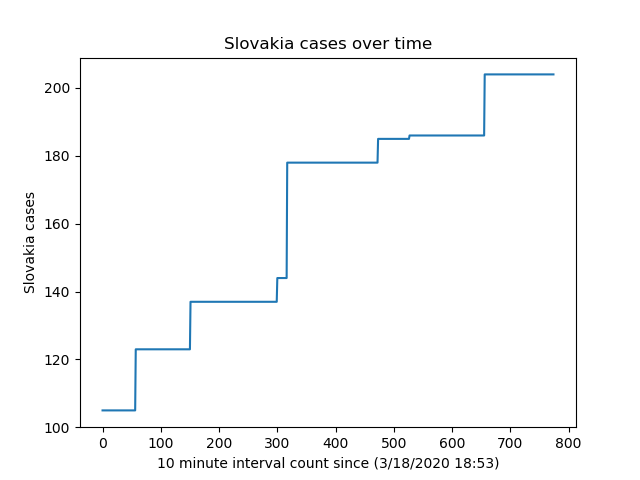 Slovakia cases over time
Slovakia cases
200
180
160
140
120
100
0 100 200 300 400 500 600 700 800
10 minute interval count since (3/18/2020 18:53)